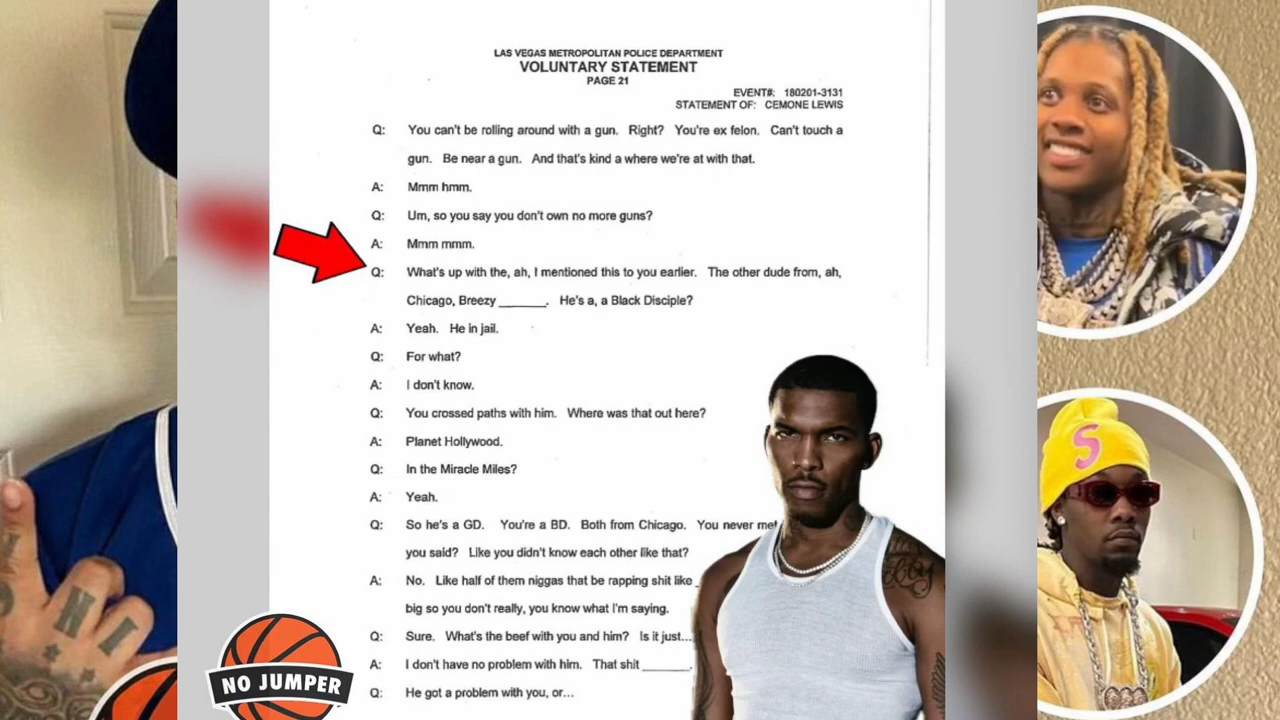 LAS VEGAS METROPOLITAN POLICE DEPARTMENT
VOLUNTARY STATEMENT
PAGE 21
EVENT#: 180201-3131
STATEMENT OF: CEMONE LEWIS
Q: You can't be rolling around with a gun. Right? You're ex felon. Can't touch a
gun. Be near a gun. And that's kind a where we're at with that.
A: Mmm hmm.
Q: Um, so you say you don't own no more guns?
A: Mmm mmm.
Q: What's up with the, ah, I mentioned this to you earlier. The other dude from, ah,
Chicago, Breezy _______. He's a, a Black Disciple?
A: Yeah. He in jail.
Q: For what?
A: I don't know.
Q: You crossed paths with him. Where was that out here?
A: Planet Hollywood.
Q: In the Miracle Miles?
A: Yeah.
Q: So he's a GD. You're a BD. Both from Chicago. You never met
you said? Like you didn't know each other like that?
A: No. Like half of them niggas that be rapping shit like
big so you don't really, you know what I'm saying.
Q: Sure. What's the beef with you and him? Is it just...
A: I don't have no problem with him. That shit _______.
Q: He got a problem with you, or...
NO JUMPER
S